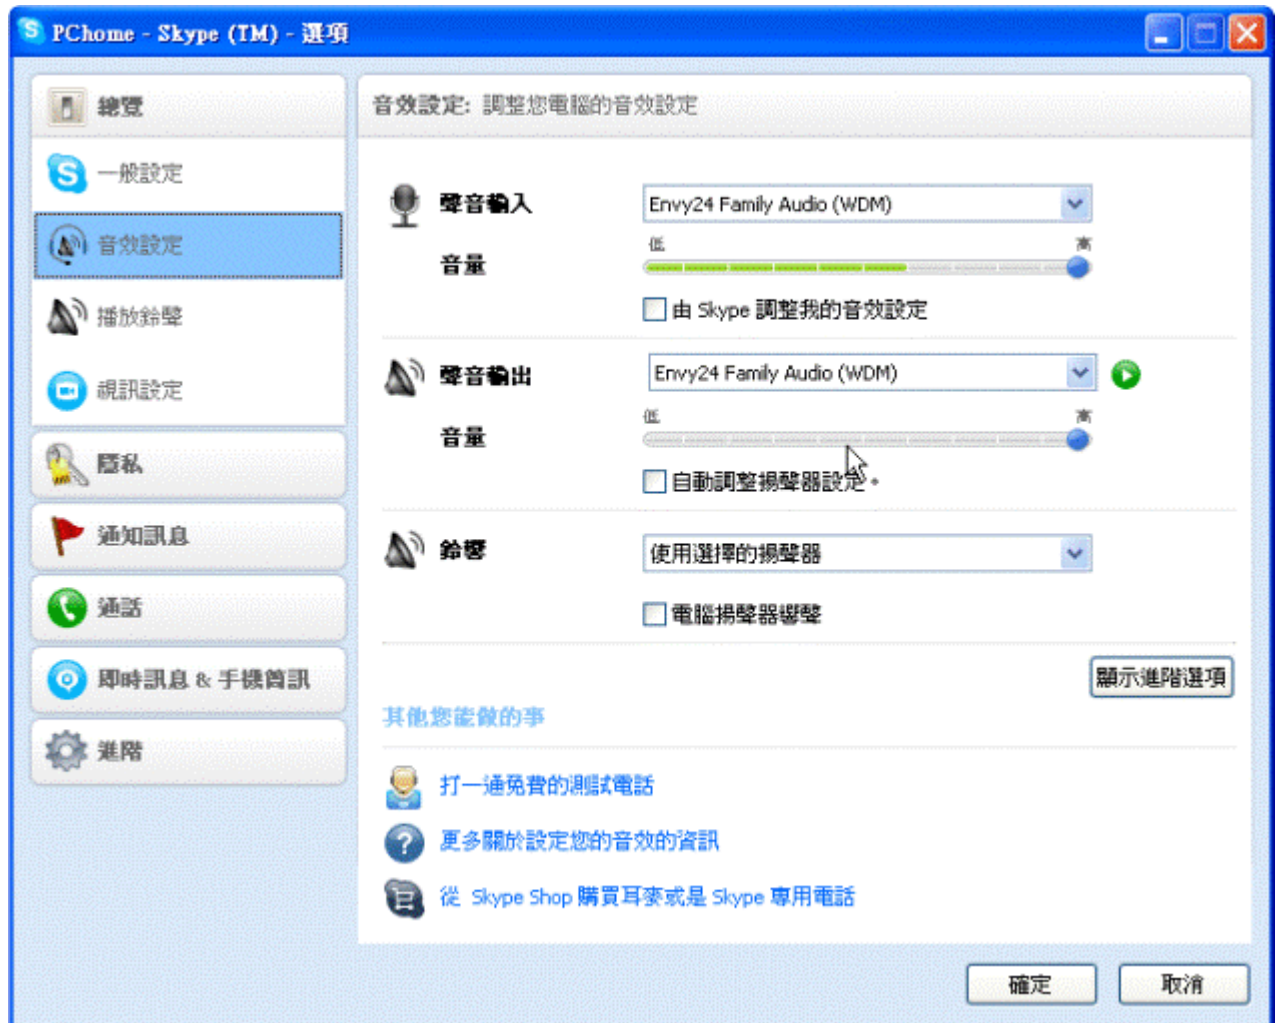 PChome - Skype (TM) - 選項
總覽
一般設定
音效設定
播放鈴聲
視訊設定
隱私
通知訊息
通話
即時訊息 & 手機簡訊
進階
音效設定: 調整您電腦的音效設定
聲音輸入
Envy24 Family Audio (WDM)
音量
低 高
由 Skype 調整我的音效設定
聲音輸出
Envy24 Family Audio (WDM)
音量
低 高
自動調整揚聲器設定。
鈴響
使用選擇的揚聲器
電腦揚聲器響聲
顯示進階選項
其他您能做的事
打一通免費的測試電話
更多關於設定您的音效的資訊
從 Skype Shop 購買耳麥或是 Skype 專用電話
確定
取消